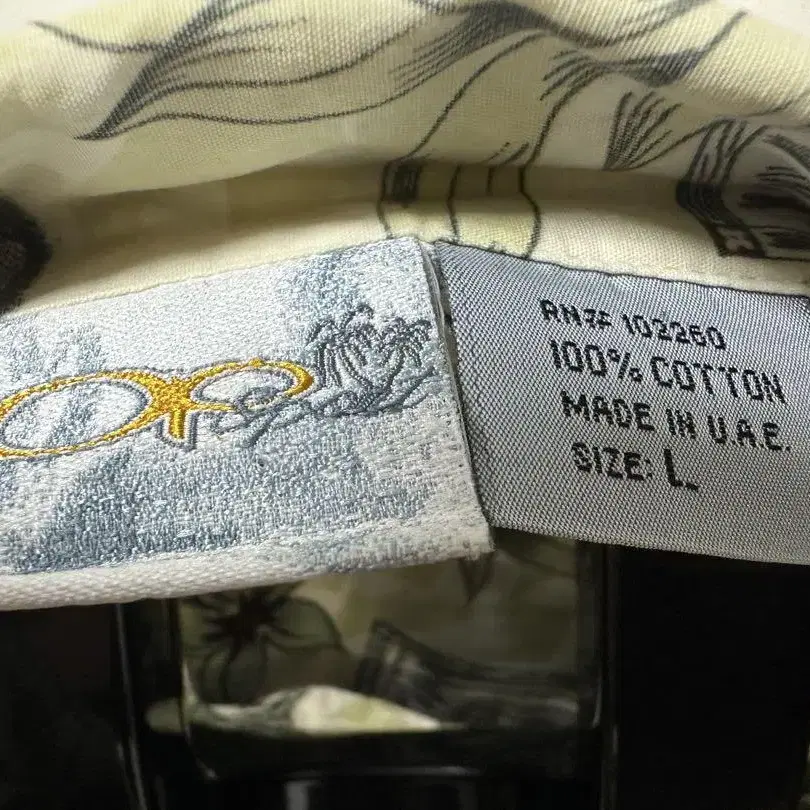 RN# 102260
100% COTTON
MADE IN U.A.E.
SIZE: L